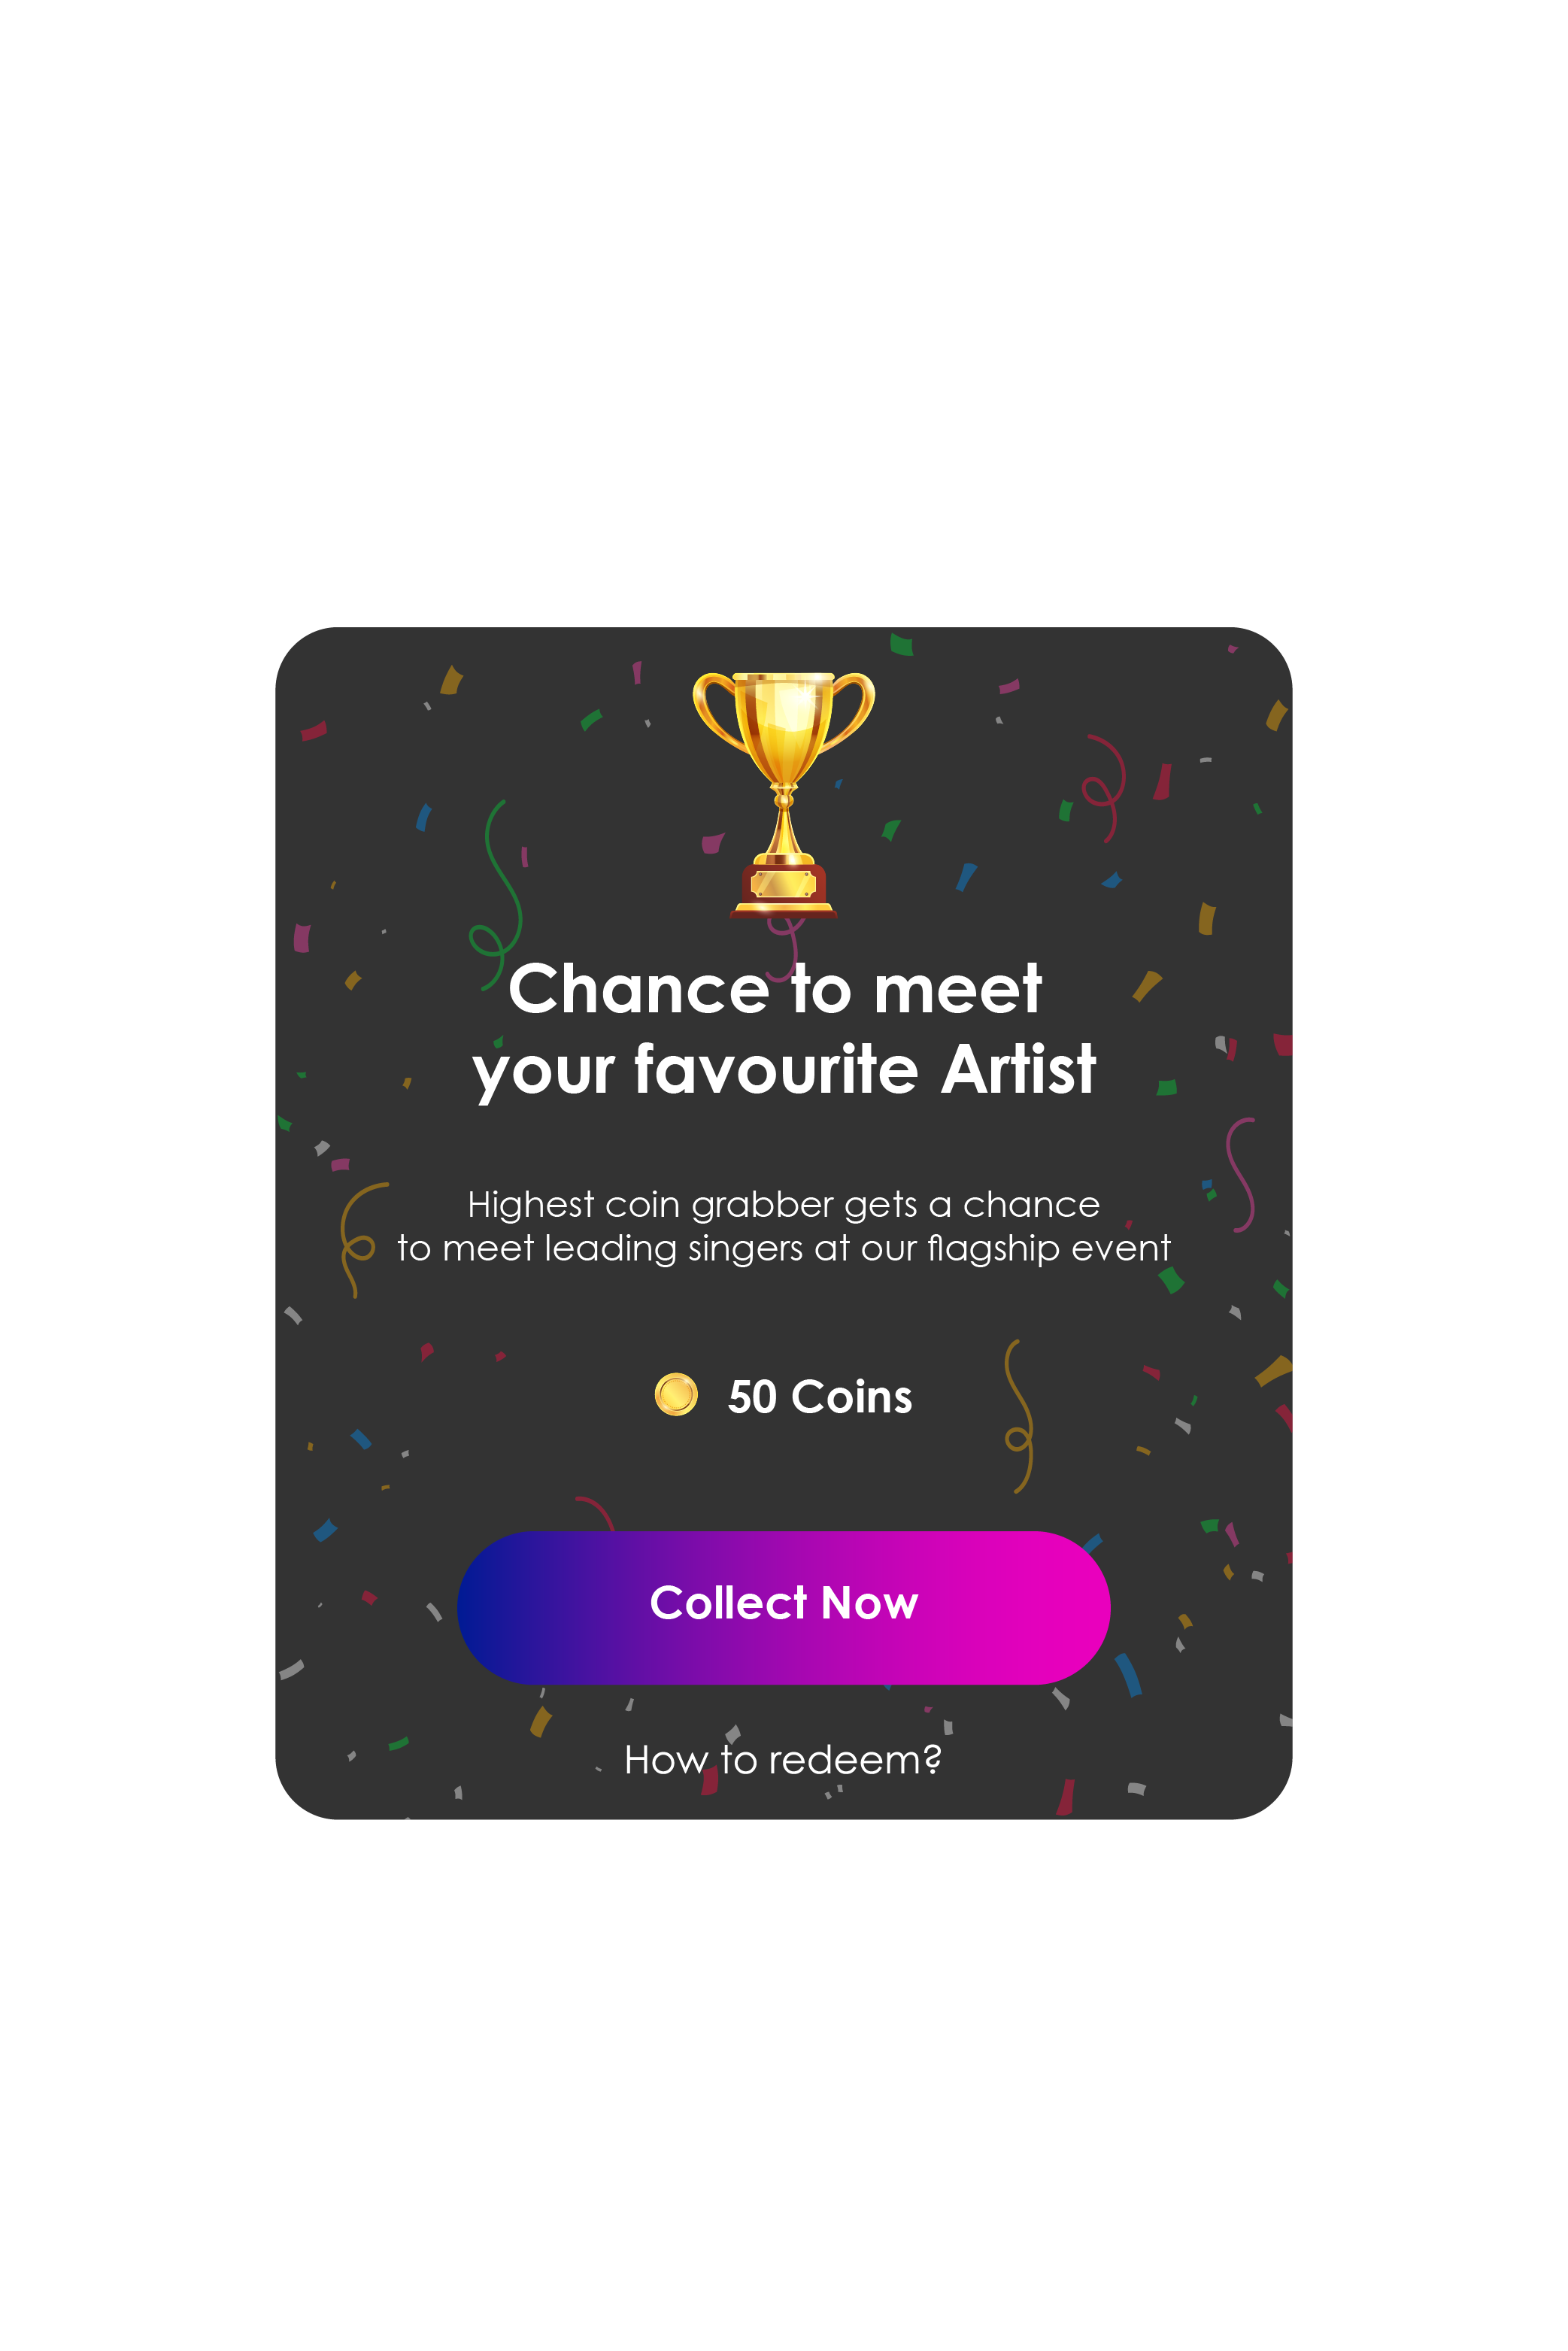 Chance to meet
your favourite Artist
Highest coin grabber gets a chance
to meet leading singers at our flagship event
50 Coins
Collect Now
How to redeem?